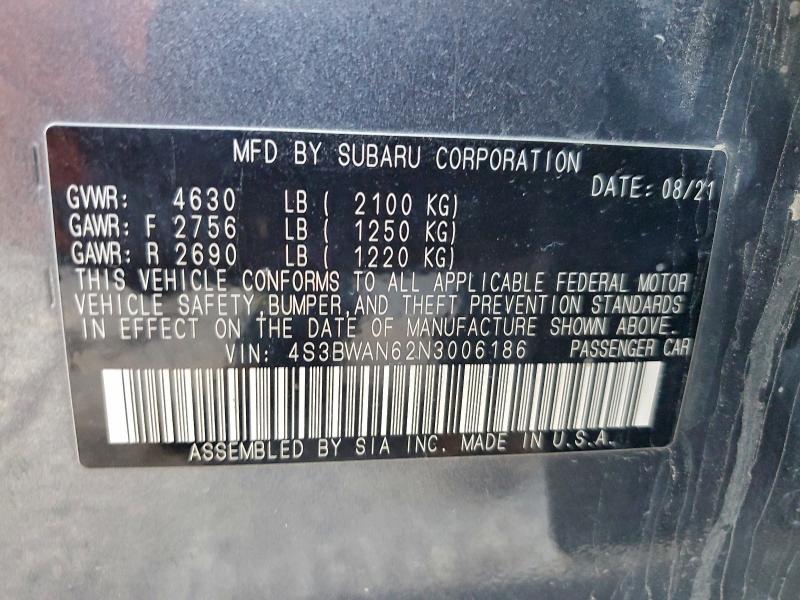 MFD BY SUBARU CORPORATION
DATE: 08/21
GVWR: 4630 LB ( 2100 KG)
GAWR: F 2756 LB ( 1250 KG)
GAWR: R 2690 LB ( 1220 KG)
THIS VEHICLE CONFORMS TO ALL APPLICABLE FEDERAL MOTOR
VEHICLE SAFETY,BUMPER,AND THEFT PREVENTION STANDARDS
IN EFFECT ON THE DATE OF MANUFACTURE SHOWN ABOVE.
VIN: 4S3BWAN62N3006186 PASSENGER CAR
ASSEMBLED BY SIA INC. MADE IN U.S.A.